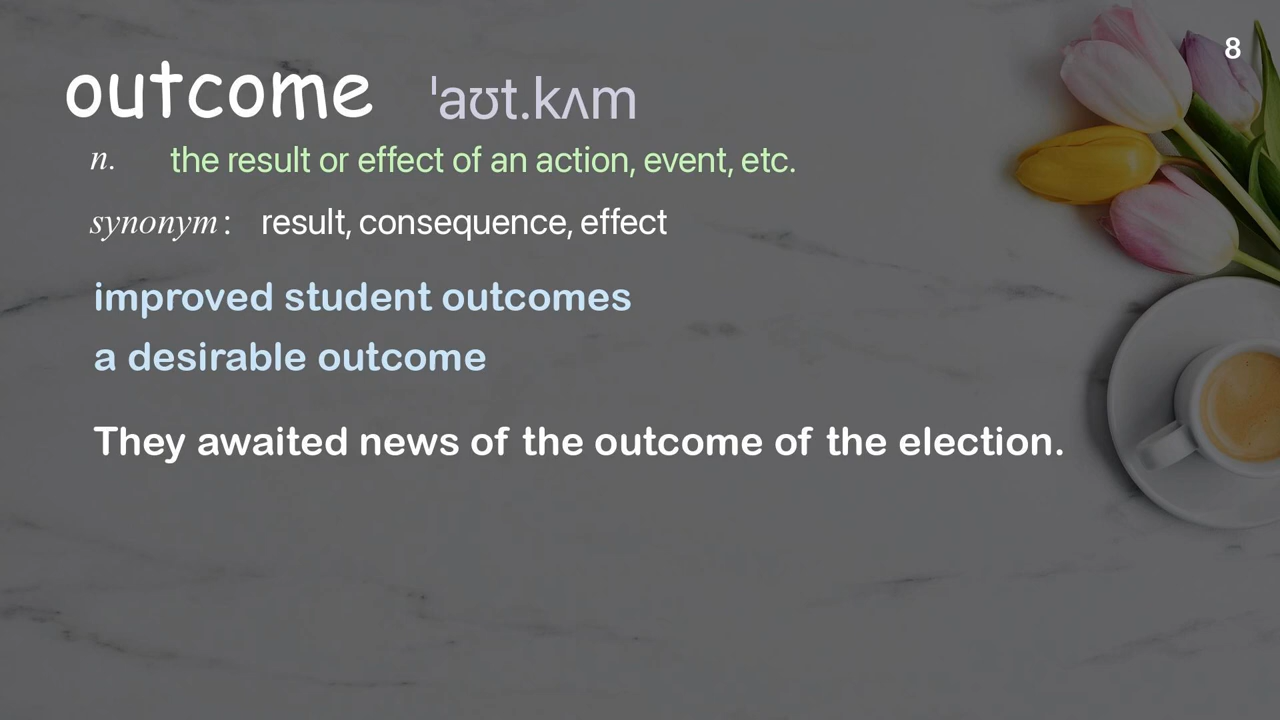 8
outcome ˈaʊt.kʌm
n. the result or effect of an action, event, etc.
synonym: result, consequence, effect
improved student outcomes
a desirable outcome
They awaited news of the outcome of the election.